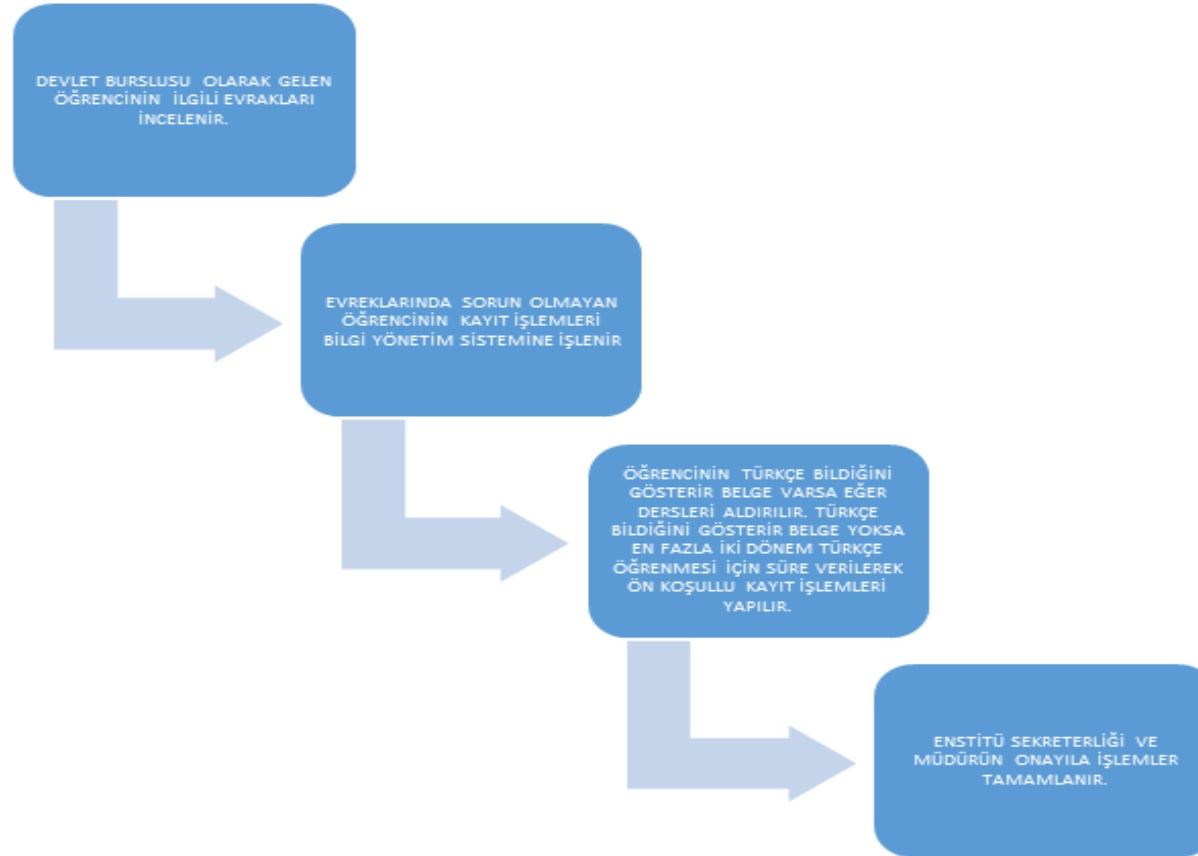 DEVLET BURSLUSU OLARAK GELEN
ÖĞRENCİNİN İLGİLİ EVRAKLARI
İNCELENİR.
EVREKLARINDA SORUN OLMAYAN
ÖĞRENCİNİN KAYIT İŞLEMLERİ
BİLGİ YÖNETİM SİSTEMİNE İŞLENİR
ÖĞRENCİNİN TÜRKÇE BİLDİĞİNİ
GÖSTERİR BELGE VARSA EĞER
DERSLERİ ALDIRILIR. TÜRKÇE
BİLDİĞİNİ GÖSTERİR BELGE YOKSA
EN FAZLA İKİ DÖNEM TÜRKÇE
ÖĞRENMESİ İÇİN SÜRE VERİLEREK
ÖN KOŞULLU KAYIT İŞLEMLERİ
YAPILIR.
ENSTİTÜ SEKRETERLİĞİ VE
MÜDÜRÜN ONAYILA İŞLEMLER
TAMAMLANIR.